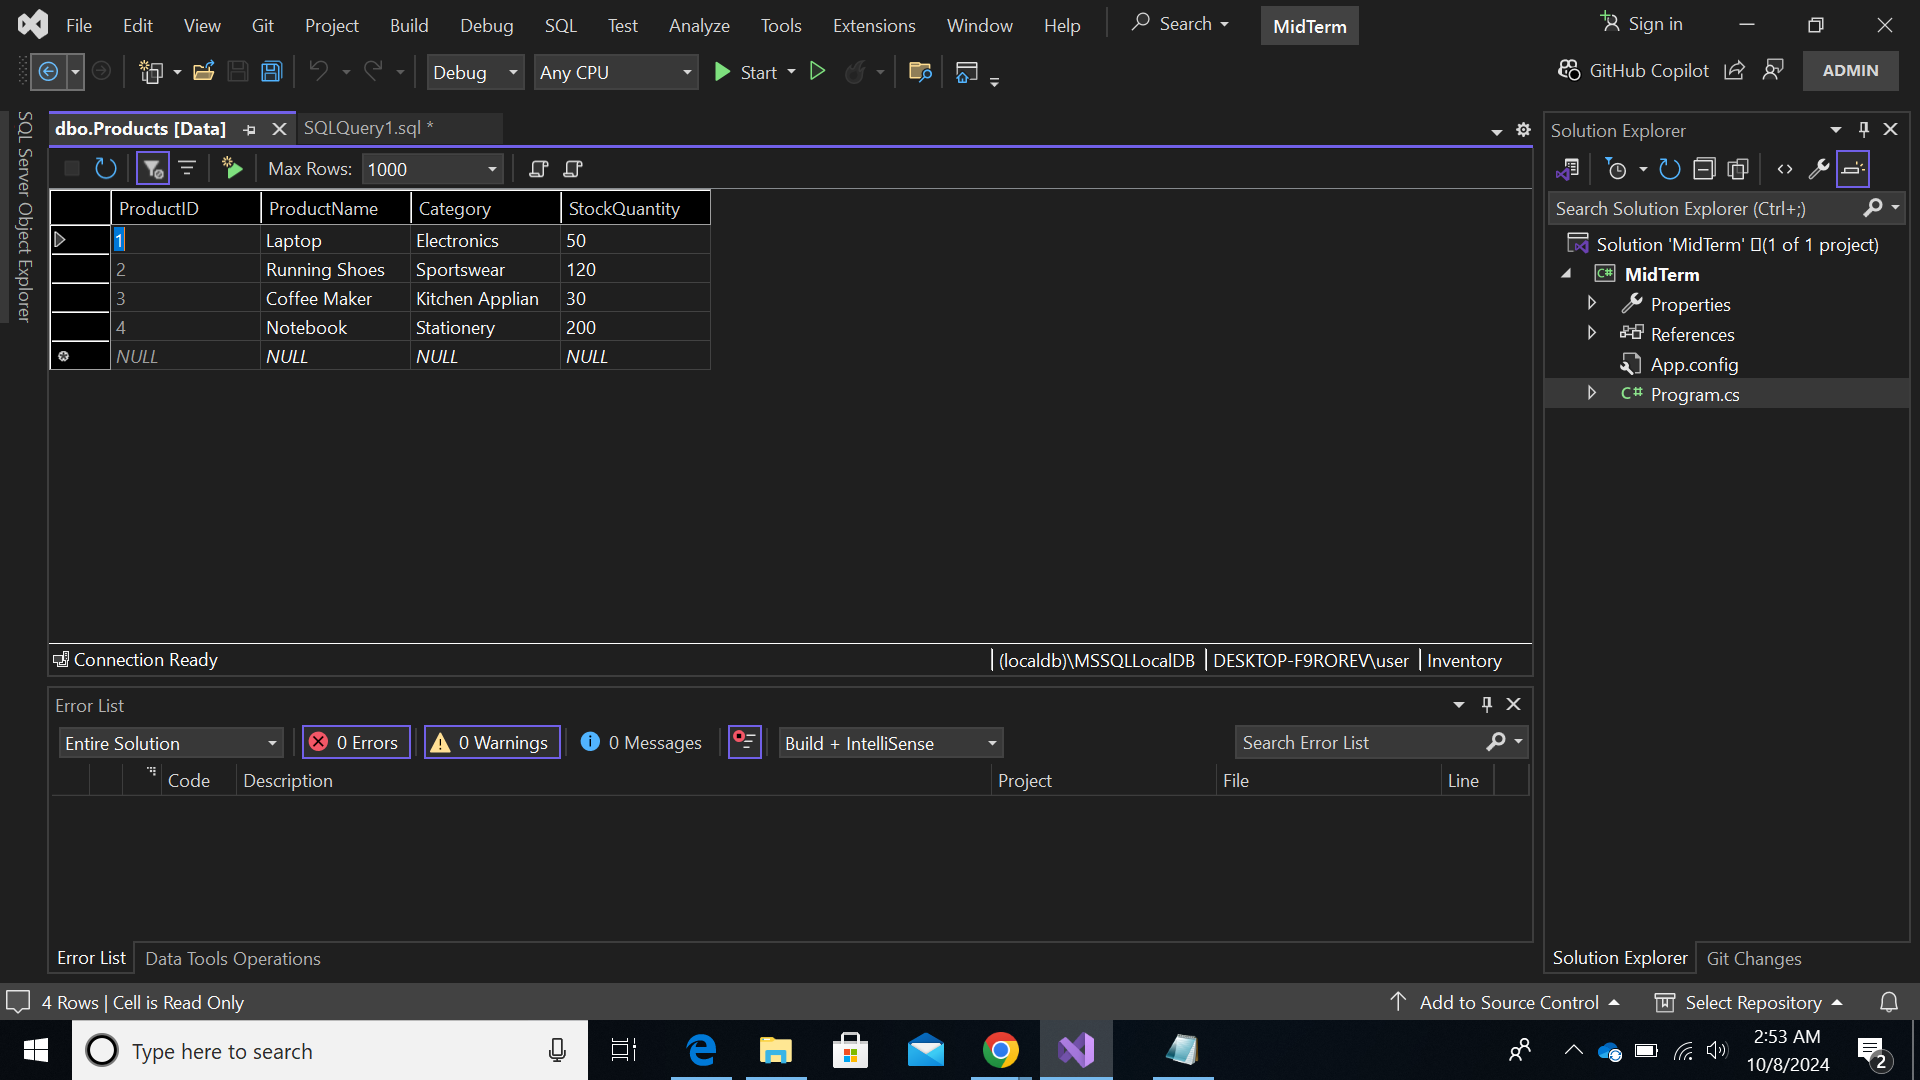 File Edit View Git Project Build Debug SQL Test Analyze Tools Extensions Window Help Search MidTerm Sign in
Debug Any CPU Start GitHub Copilot ADMIN
SQL Server Object Explorer
dbo.Products [Data] SQLQuery1.sql *
Max Rows: 1000
ProductID ProductName Category StockQuantity
1 Laptop Electronics 50
2 Running Shoes Sportswear 120
3 Coffee Maker Kitchen Applian 30
4 Notebook Stationery 200
NULL NULL NULL NULL
Connection Ready (localdb)\MSSQLLocalDB DESKTOP-F9ROREV\user Inventory
Error List
Entire Solution 0 Errors 0 Warnings 0 Messages Build + IntelliSense Search Error List
Code Description Project File Line
Error List Data Tools Operations
Solution Explorer
Search Solution Explorer (Ctrl+;)
Solution 'MidTerm' (1 of 1 project)
C# MidTerm
Properties
References
App.config
C# Program.cs
Solution Explorer Git Changes
4 Rows | Cell is Read Only Add to Source Control Select Repository
Type here to search
2:53 AM
10/8/2024
2